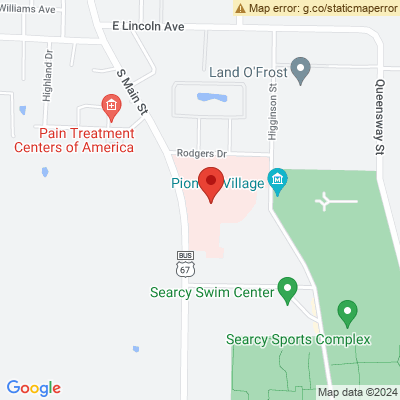 Williams Ave
E Lincoln Ave
Map error: g.co/staticmaperror
Highland Dr
S Main St
Land O'Frost
Higginson St
Queensway St
Pain Treatment
Centers of America
Rodgers Dr
Village
BUS
67
Searcy Swim Center
Searcy Sports Complex
Google
Map data ©2024